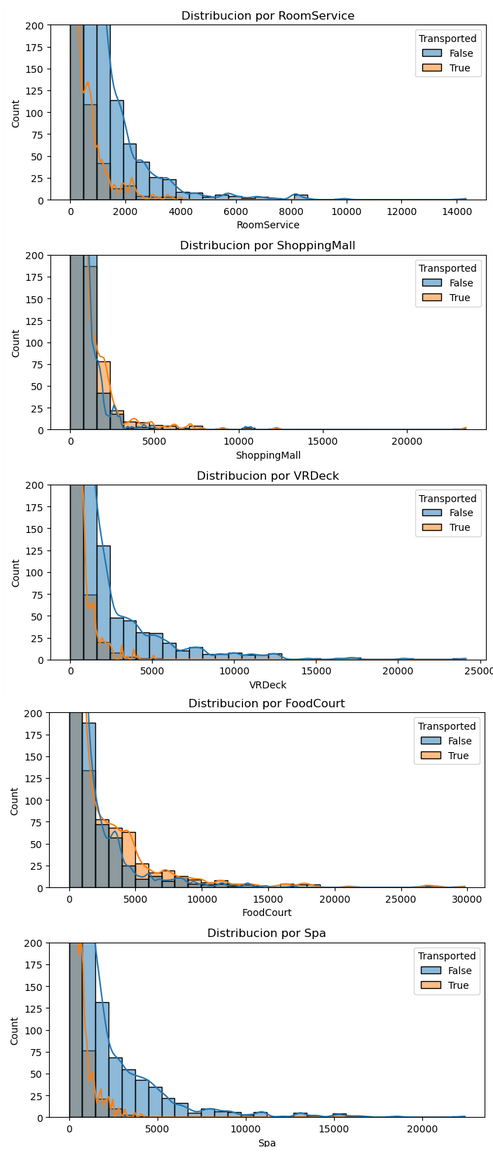 Distribucion por RoomService
200
175
150
125
100
75
50
25
0
Count
Transported
False
True
0 2000 4000 6000 8000 10000 12000 14000
RoomService
Distribucion por ShoppingMall
200
175
150
125
100
75
50
25
0
Count
Transported
False
True
0 5000 10000 15000 20000
ShoppingMall
Distribucion por VRDeck
200
175
150
125
100
75
50
25
0
Count
Transported
False
True
0 5000 10000 15000 20000 25000
VRDeck
Distribucion por FoodCourt
200
175
150
125
100
75
50
25
0
Count
Transported
False
True
0 5000 10000 15000 20000 25000 30000
FoodCourt
Distribucion por Spa
200
175
150
125
100
75
50
25
0
Count
Transported
False
True
0 5000 10000 15000 20000
Spa